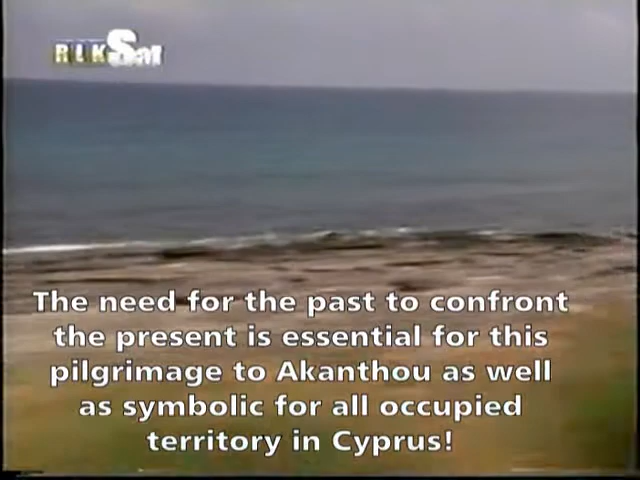 RIK Sat
The need for the past to confront
the present is essential for this
pilgrimage to Akanthou as well
as symbolic for all occupied
territory in Cyprus!